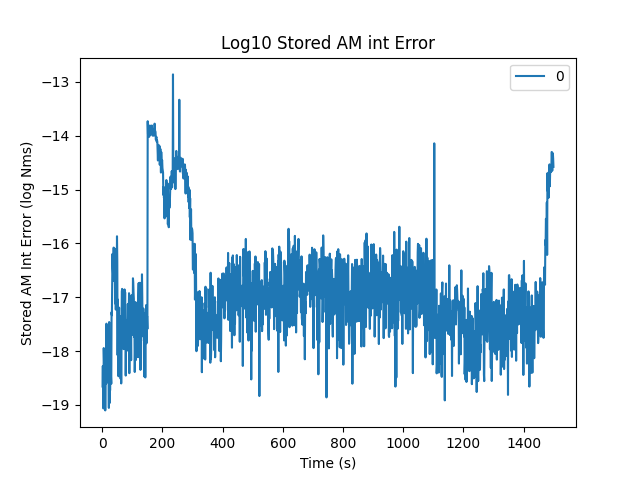 Log10 Stored AM int Error
0
Stored AM Int Error (log Nms)
−13
−14
−15
−16
−17
−18
−19
0 200 400 600 800 1000 1200 1400
Time (s)